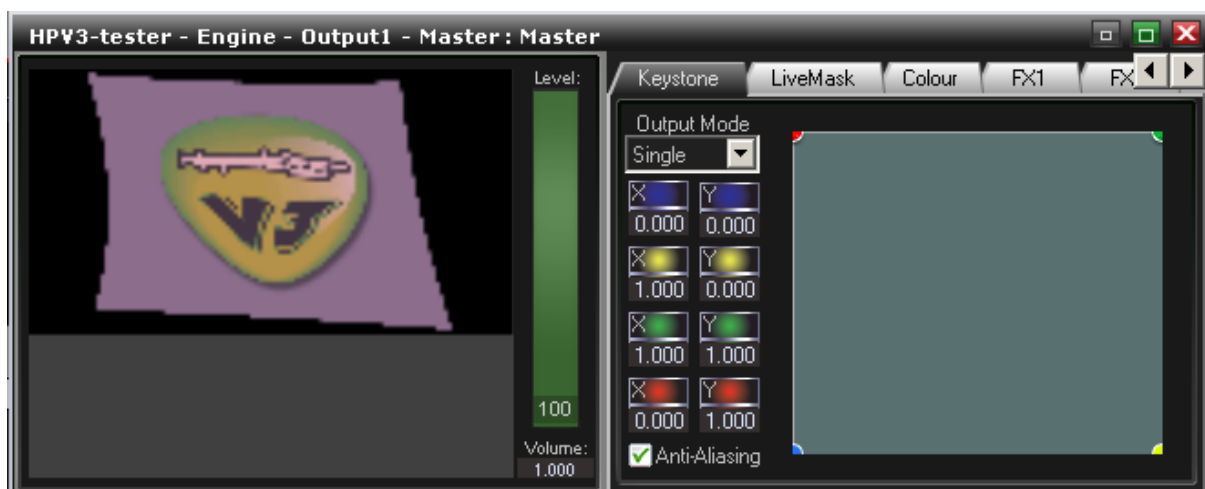 HPV3-tester - Engine - Output1 - Master : Master
Level:
100
Volume:
1.000
V3
Keystone LiveMask Colour FX1 FX
Output Mode
Single
X Y
0.000 0.000
X Y
1.000 0.000
X Y
1.000 1.000
X Y
0.000 1.000
Anti-Aliasing